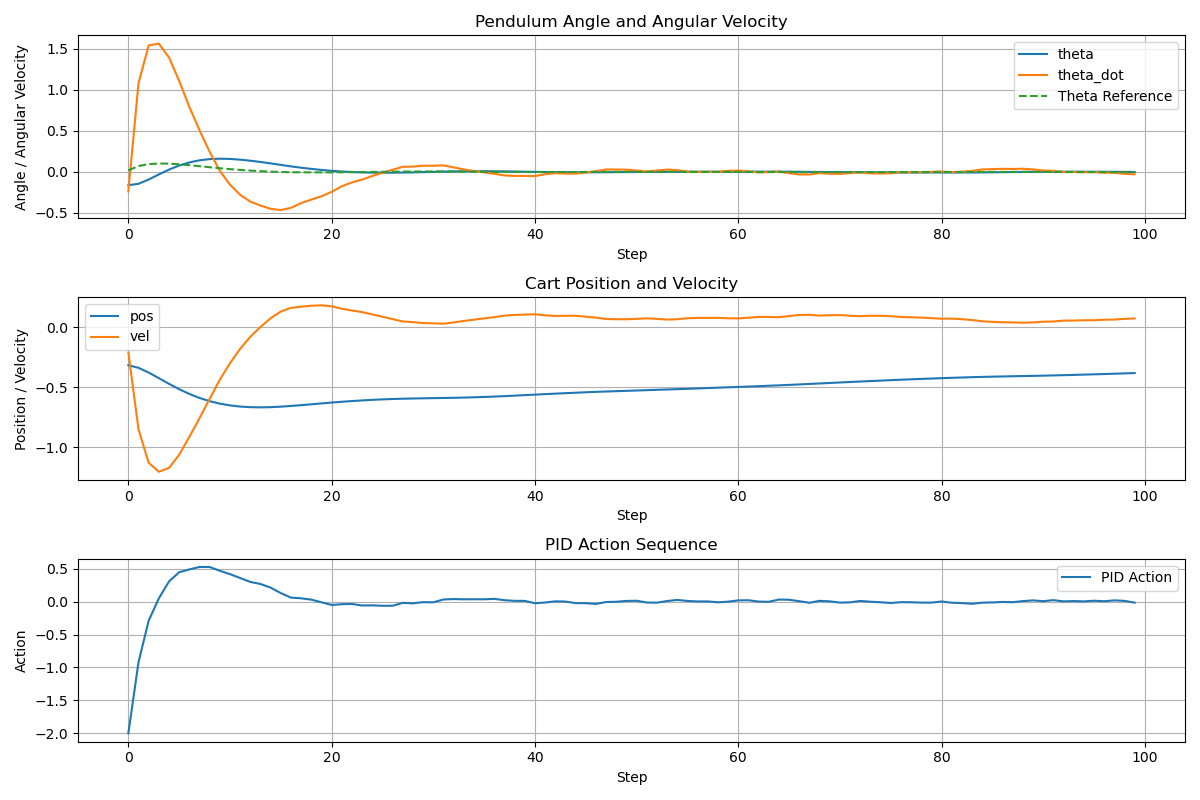 Pendulum Angle and Angular Velocity
Angle / Angular Velocity
1.5
1.0
0.5
0.0
−0.5
theta
theta_dot
Theta Reference
0 20 40 60 80 100
Step
Cart Position and Velocity
Position / Velocity
0.0
−0.5
−1.0
pos
vel
0 20 40 60 80 100
Step
PID Action Sequence
Action
0.5
0.0
−0.5
−1.0
−1.5
−2.0
PID Action
0 20 40 60 80 100
Step